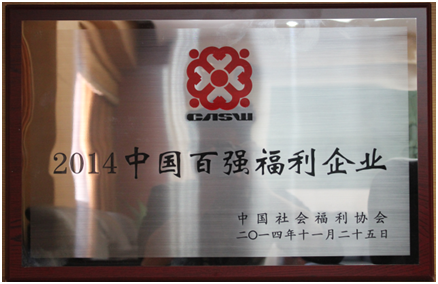 CASW
2014中国百强福利企业
中国社会福利协会
二〇一四年十一月二十五日